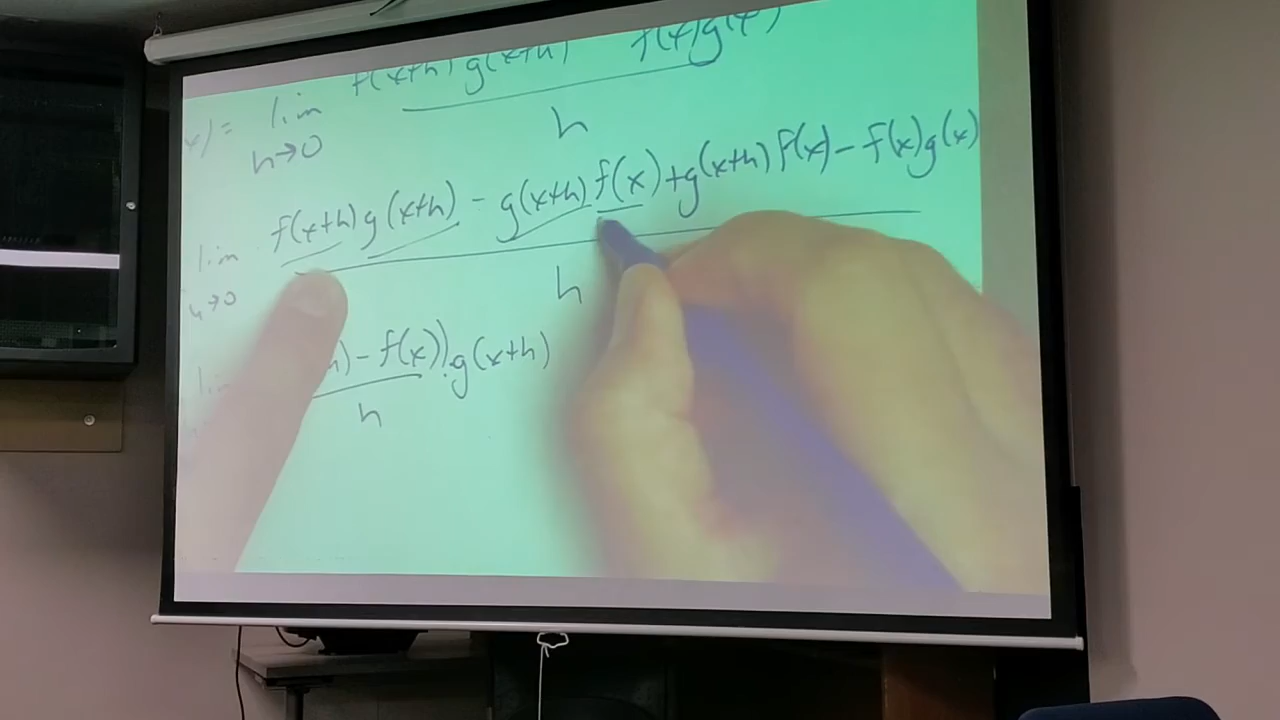 f(x+h)g(x+h) f(x)g(x)
x) = lim
h
h→0
f(x+h)g(x+h) - g(x+h)f(x)+g(x+h)f(x)-f(x)g(x)
lim
h
h→0
) - f(x)).g(x+h)
h